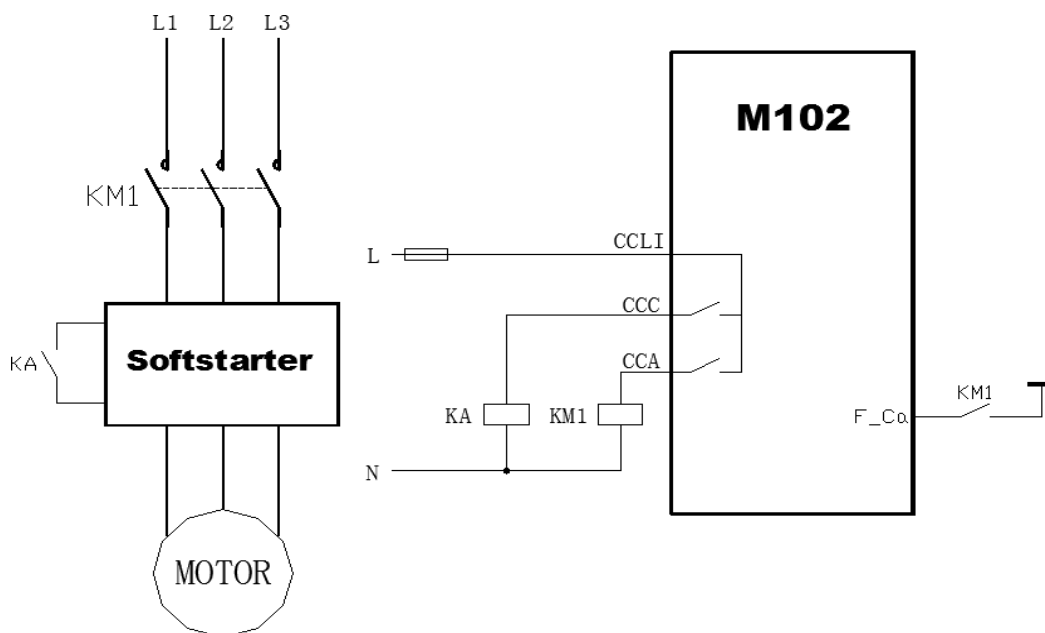 L1 L2 L3
KM1
KA
Softstarter
MOTOR
M102
L
CCLI
CCC
CCA
KA
KM1
N
F_Ca
KM1